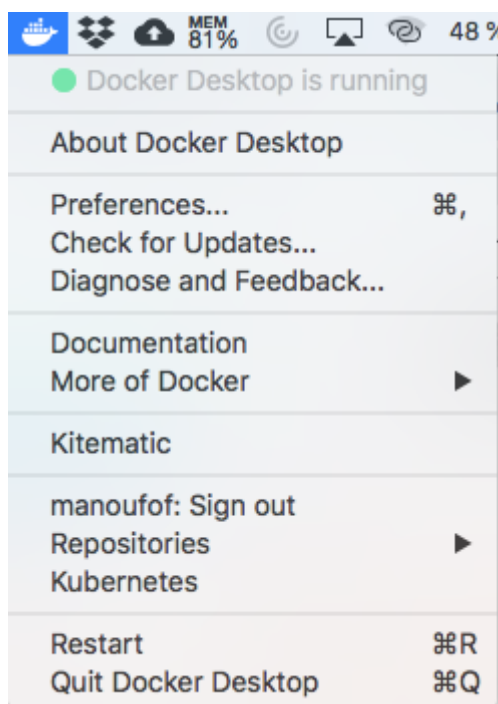 MEM
81%
48 %
Docker Desktop is running
About Docker Desktop
Preferences... ⌘,
Check for Updates...
Diagnose and Feedback...
Documentation
More of Docker ▶
Kitematic
manoufof: Sign out
Repositories ▶
Kubernetes
Restart ⌘R
Quit Docker Desktop ⌘Q